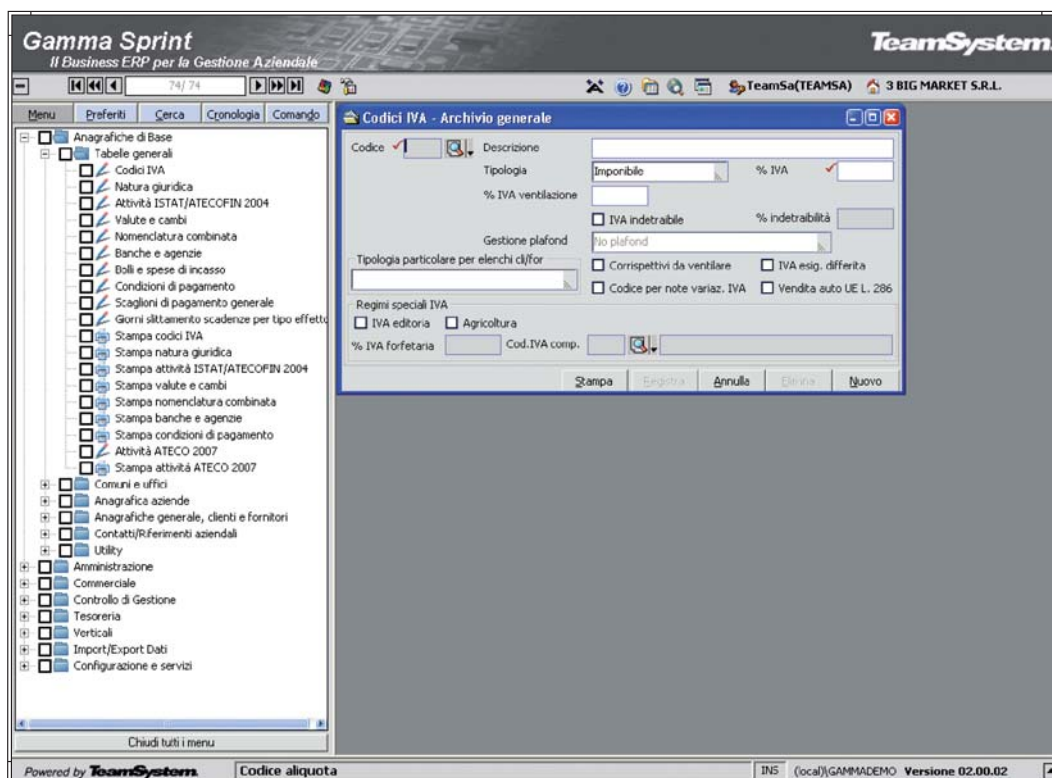 Gamma Sprint
Il Business ERP per la Gestione Aziendale
TeamSystem
74/ 74
TeamSa(TEAMSA)
3 BIG MARKET S.R.L.
Menu Preferiti Cerca Cronologia Comando
Anagrafiche di Base
Tabelle generali
Codici IVA
Natura giuridica
Attività ISTAT/ATECOFIN 2004
Valute e cambi
Nomenclatura combinata
Banche e agenzie
Bolli e spese di incasso
Condizioni di pagamento
Scaglioni di pagamento generale
Giorni slittamento scadenze per tipo effetto
Stampa codici IVA
Stampa natura giuridica
Stampa attività ISTAT/ATECOFIN 2004
Stampa valute e cambi
Stampa nomenclatura combinata
Stampa banche e agenzie
Stampa condizioni di pagamento
Attività ATECO 2007
Stampa attività ATECO 2007
Comuni e uffici
Anagrafica aziende
Anagrafiche generale, clienti e fornitori
Contatti/Riferimenti aziendali
Utility
Amministrazione
Commerciale
Controllo di Gestione
Tesoreria
Verticali
Import/Export Dati
Configurazione e servizi
Chiudi tutti i menu
Codici IVA - Archivio generale
Codice Descrizione
Tipologia Imponibile % IVA
% IVA ventilazione
IVA indetraibile % indetraibilità
Gestione plafond No plafond
Tipologia particolare per elenchi cli/for
Corrispettivi da ventilare IVA esig. differita
Codice per note variaz. IVA Vendita auto UE L. 286
Regimi speciali IVA
IVA editoria Agricoltura
% IVA forfetaria Cod.IVA comp.
Stampa Registra Annulla Elimina Nuovo
Powered by TeamSystem Codice aliquota INS (local)\GAMMADEMO Versione 02.00.02